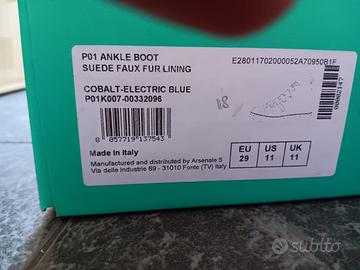 P01 ANKLE BOOT
SUEDE FAUX FUR LINING
E28011702000052A70950B1F
COBALT-ELECTRIC BLUE
P01K007-00332096
18
00002147
8 057719 137543
Made in Italy
Manufactured and distributed by Arsenale 5
Via delle Industrie 69 - 31010 Fonte (TV) Italy
EU US UK
29 11 11
subito